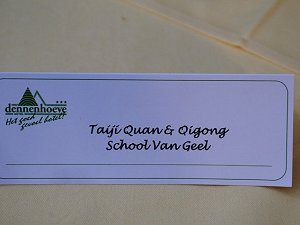 dennenhoeve
Het goed
gevoel hotel!
Taiji Quan & Qigong
School Van Geel